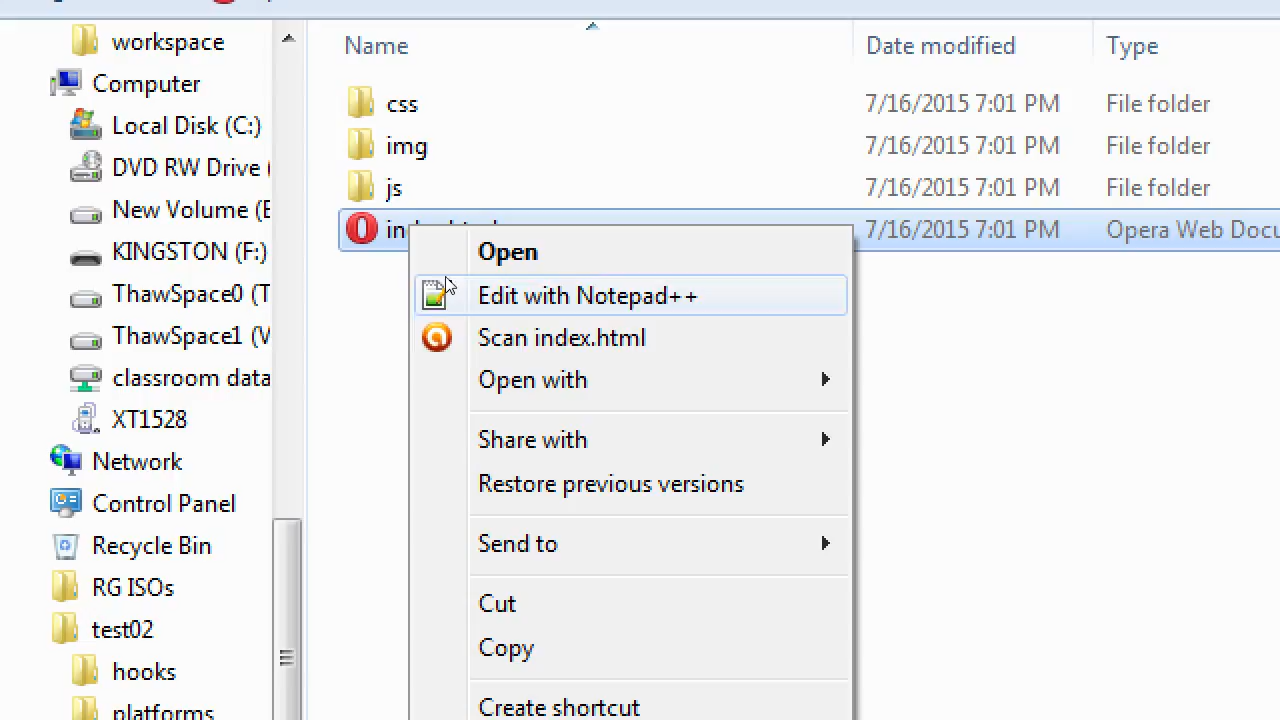 workspace
Computer
Local Disk (C:)
DVD RW Drive (
New Volume (E
KINGSTON (F:)
ThawSpace0 (T
ThawSpace1 (V
classroom data
XT1528
Network
Control Panel
Recycle Bin
RG ISOs
test02
hooks
platforms
Name Date modified Type
css 7/16/2015 7:01 PM File folder
img 7/16/2015 7:01 PM File folder
js 7/16/2015 7:01 PM File folder
7/16/2015 7:01 PM Opera Web Docu
Open
Edit with Notepad++
Scan index.html
Open with
Share with
Restore previous versions
Send to
Cut
Copy
Create shortcut